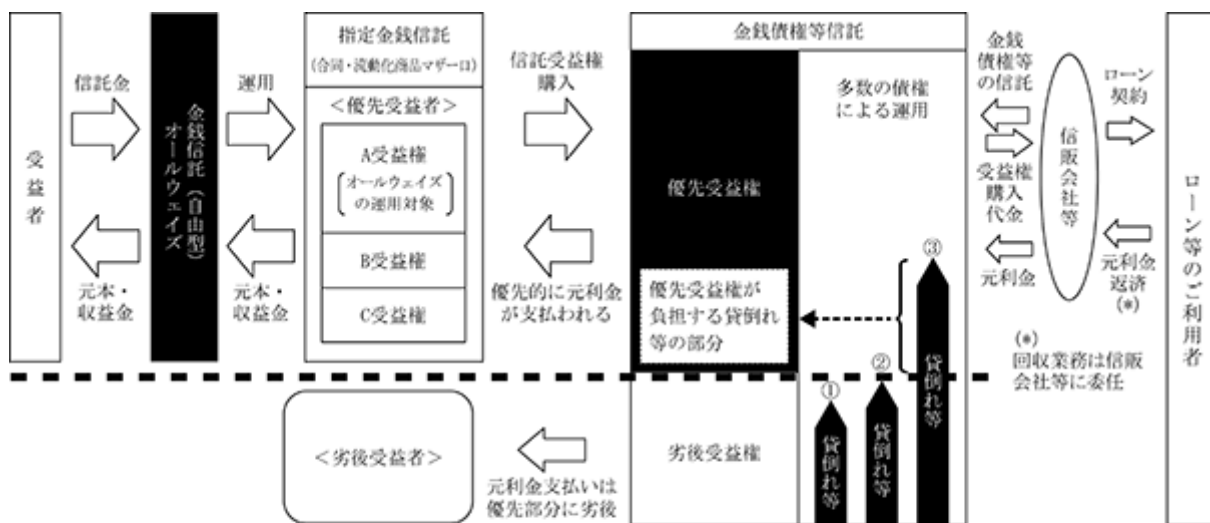 受益者
信託金
元本・
収益金
金銭信託（自由型）
オールウェイズ
運用
元本・
収益金
指定金銭信託
（合同・流動化商品マザー口）
＜優先受益者＞
A受益権
オールウェイズ
の運用対象
B受益権
C受益権
信託受益権
購入
優先的に元利金
が支払われる
＜劣後受益者＞
元利金支払いは
優先部分に劣後
金銭債権等信託
優先受益権
優先受益権が
負担する貸倒れ
等の部分
劣後受益権
多数の債権
による運用
①
貸倒れ等
②
貸倒れ等
③
貸倒れ等
金銭
債権等
の信託
受益権
購入
代金
元利金
信販会社等
ローン
契約
元利金
返済
(*)
(*)
回収業務は信販
会社等に委任
ローン等のご利用者